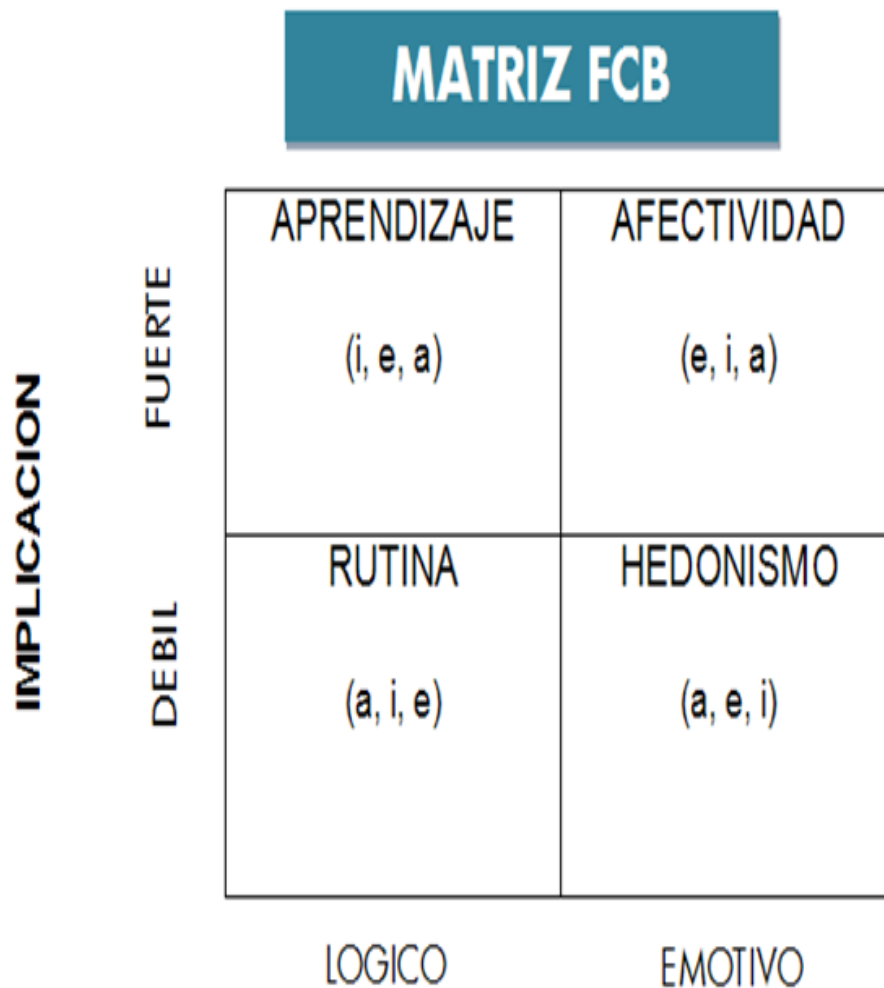 MATRIZ FCB
IMPLICACION
FUERTE
APRENDIZAJE
(i, e, a)
AFECTIVIDAD
(e, i, a)
DEBIL
RUTINA
(a, i, e)
HEDONISMO
(a, e, i)
LOGICO
EMOTIVO